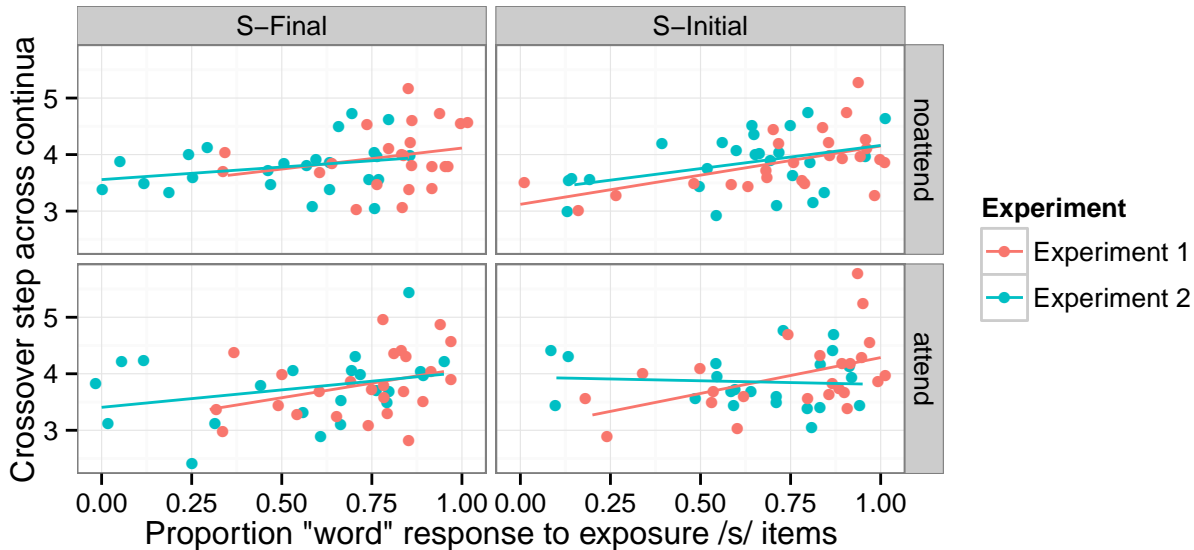 S−Final S−Initial
Crossover step across continua
5
4
3
noattend
5
4
3
attend
0.00 0.25 0.50 0.75 1.00 0.00 0.25 0.50 0.75 1.00
Proportion "word" response to exposure /s/ items
Experiment
Experiment 1
Experiment 2